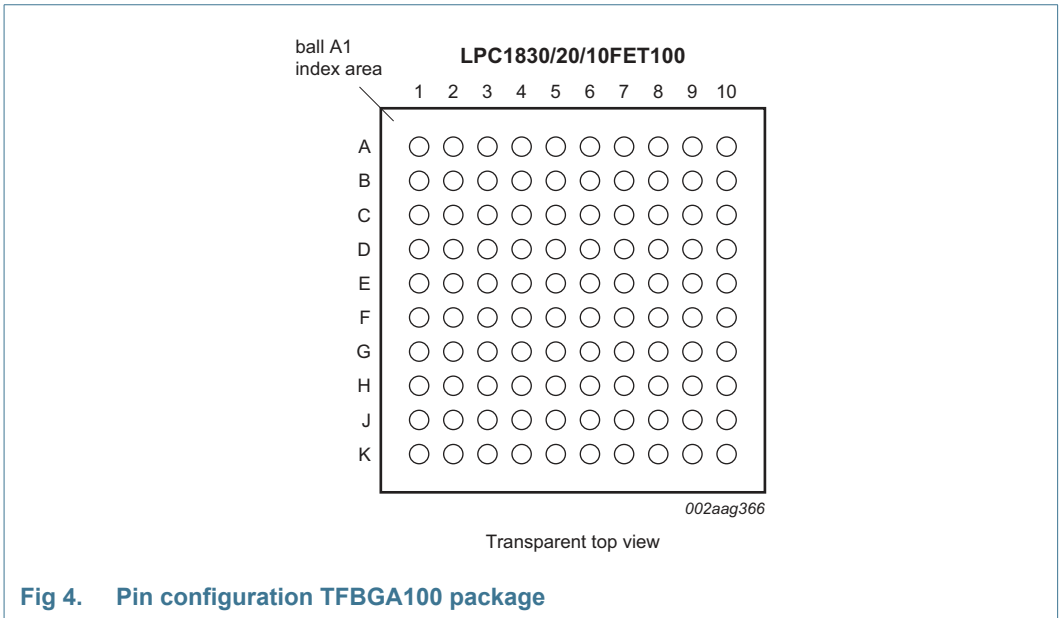 ball A1
index area
LPC1830/20/10FET100
1 2 3 4 5 6 7 8 9 10
A
B
C
D
E
F
G
H
J
K
002aag366
Transparent top view
Fig 4. Pin configuration TFBGA100 package